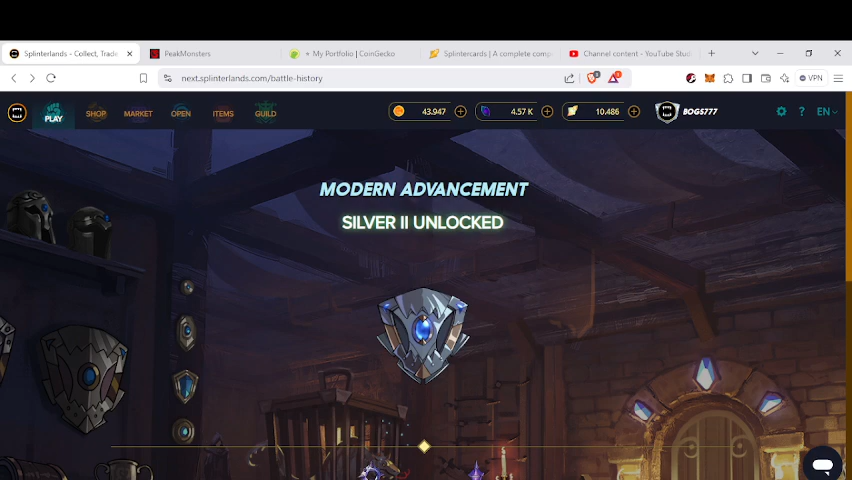 Splinterlands - Collect, Trade
PeakMonsters
My Portfolio | CoinGecko
Splintercards | A complete comp
Channel content - YouTube Stud
next.splinterlands.com/battle-history
VPN
PLAY
SHOP
MARKET
OPEN
ITEMS
GUILD
43.947
4.57 K
10.486
BOGS777
?
EN
MODERN ADVANCEMENT
SILVER II UNLOCKED